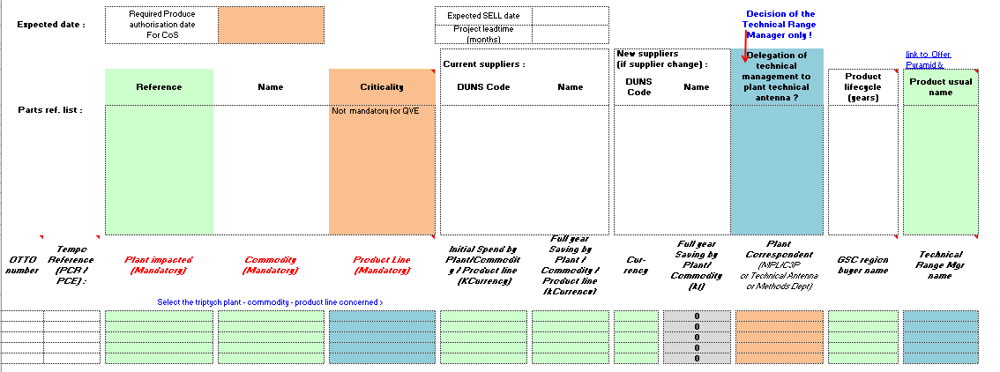 Expected date :
Required Produce
authorisation date
For CoS
Expected SELL date
Project leadtime
(months)
Decision of the
Technical Range
Manager only !
Current suppliers :
New suppliers
(if supplier change) :
Delegation of
technical
management to
plant technical
antenna ?
link to Offer
Puramid &
Reference
Name
Criticality
DUNS Code
Name
DUNS
Code
Name
Product
lifecycle
(years)
Product usual
name
Parts ref. list :
Not mandatory for QVE
OTTO
number
Tempo
Reference
(PCR /
PCE) :
Plant impacted
(Mandatory)
Commodity
(Mandatory)
Product Line
(Mandatory)
Initial Spend by
Plant/Commodit
y / Product line
(KCurrency)
Full year
Saving by
Plant /
Commodity /
Product line
(kCurrency)
Cur-
rency
Full year
Saving by
Plant/
Commodity
(k€)
Plant
Correspondent
(MPL/C3P
or Technical Antenna
or Methods Dept)
GSC region
buyer name
Technical
Range Mgr
name
Select the triptych plant - commodity - product line concerned >
0
0
0
0
0